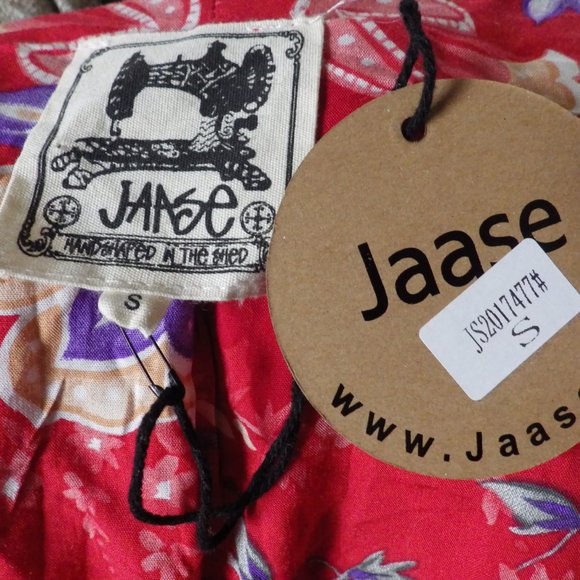 JAASE
HANDSHAPED IN THE SHED
S
Jaase
JS2017477#
S
www.Jaas